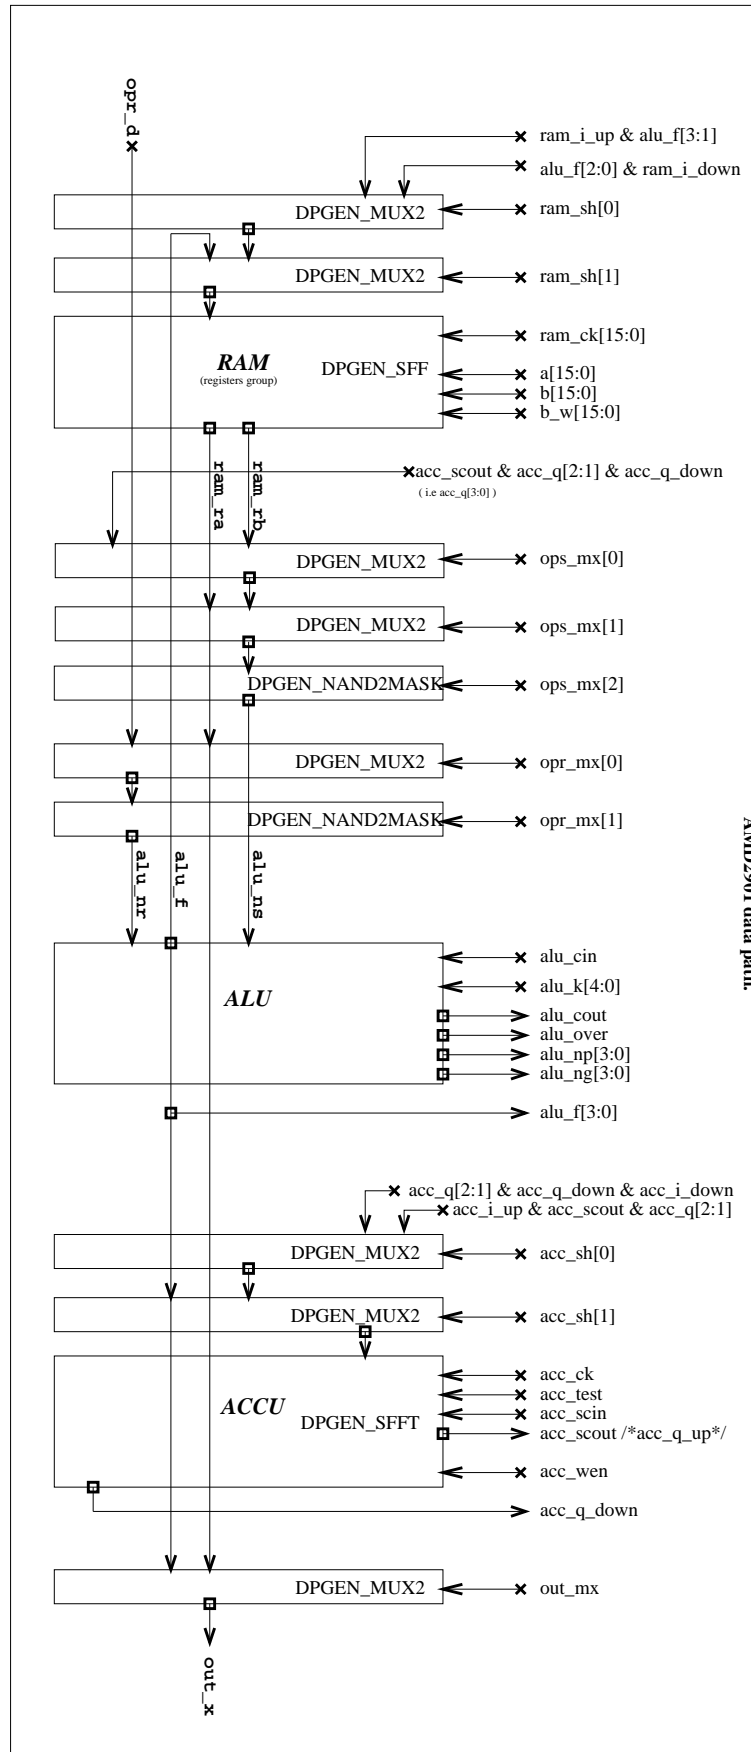 opr_d
ram_i_up & alu_f[3:1]
alu_f[2:0] & ram_i_down
DPGEN_MUX2
ram_sh[0]
DPGEN_MUX2
ram_sh[1]
RAM
(registers group)
DPGEN_SFF
ram_ck[15:0]
a[15:0]
b[15:0]
b_w[15:0]
ram_ra
ram_rb
acc_scout & acc_q[2:1] & acc_q_down
( i.e acc_q[3:0] )
DPGEN_MUX2
ops_mx[0]
DPGEN_MUX2
ops_mx[1]
DPGEN_NAND2MASK
ops_mx[2]
DPGEN_MUX2
opr_mx[0]
DPGEN_NAND2MASK
opr_mx[1]
alu_nr
alu_f
alu_ns
AMD2901 data path.
ALU
alu_cin
alu_k[4:0]
alu_cout
alu_over
alu_np[3:0]
alu_ng[3:0]
alu_f[3:0]
acc_q[2:1] & acc_q_down & acc_i_down
acc_i_up & acc_scout & acc_q[2:1]
DPGEN_MUX2
acc_sh[0]
DPGEN_MUX2
acc_sh[1]
ACCU
DPGEN_SFFT
acc_ck
acc_test
acc_scin
acc_scout /*acc_q_up*/
acc_wen
acc_q_down
DPGEN_MUX2
out_mx
out_x